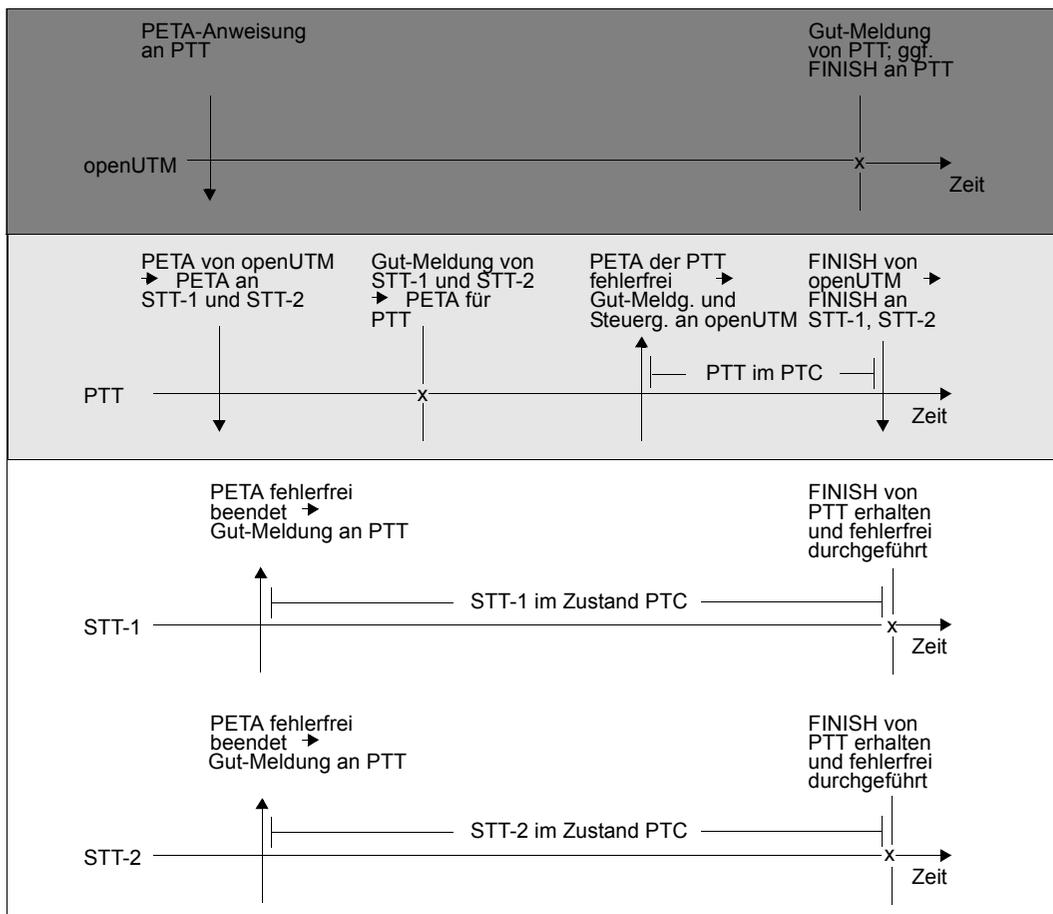 PETA-Anweisung
an PTT
Gut-Meldung
von PTT; ggf.
FINISH an PTT
openUTM
x
Zeit
PETA von openUTM
→ PETA an
STT-1 und STT-2
Gut-Meldung von
STT-1 und STT-2
→ PETA für
PTT
PETA der PTT
fehlerfrei →
Gut-Meldg. und
Steuerg. an openUTM
FINISH von
openUTM →
FINISH an
STT-1, STT-2
PTT im PTC
PTT
x
Zeit
PETA fehlerfrei
beendet →
Gut-Meldung an PTT
FINISH von
PTT erhalten
und fehlerfrei
durchgeführt
STT-1 im Zustand PTC
STT-1
x
Zeit
PETA fehlerfrei
beendet →
Gut-Meldung an PTT
FINISH von
PTT erhalten
und fehlerfrei
durchgeführt
STT-2 im Zustand PTC
STT-2
x
Zeit